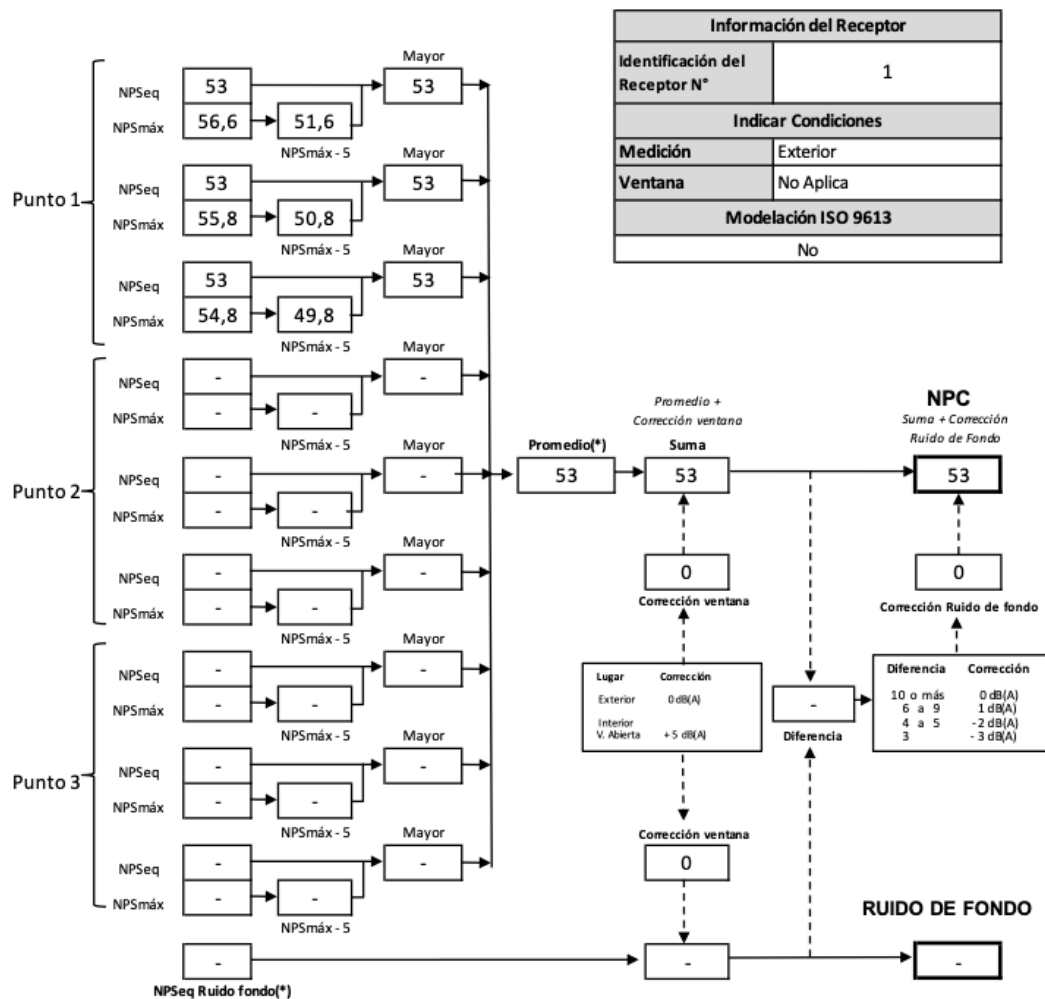 Información del Receptor
Identificación del
Receptor N°
1
Indicar Condiciones
Medición
Exterior
Ventana
No Aplica
Modelación ISO 9613
No
Punto 1
Mayor
NPSeq
53
53
NPSmáx
56,6
51,6
NPSmáx - 5
Mayor
NPSeq
53
53
NPSmáx
55,8
50,8
NPSmáx - 5
Mayor
NPSeq
53
53
NPSmáx
54,8
49,8
NPSmáx - 5
Punto 2
Mayor
NPSeq
-
-
NPSmáx
-
-
NPSmáx - 5
Mayor
NPSeq
-
-
NPSmáx
-
-
NPSmáx - 5
Mayor
NPSeq
-
-
NPSmáx
-
-
NPSmáx - 5
Punto 3
Mayor
NPSeq
-
-
NPSmáx
-
-
NPSmáx - 5
Mayor
NPSeq
-
-
NPSmáx
-
-
NPSmáx - 5
Mayor
NPSeq
-
-
NPSmáx
-
-
NPSmáx - 5
-
NPSeq Ruido fondo(*)
Promedio(*)
53
Promedio +
Corrección ventana
Suma
53
0
Corrección ventana
Lugar Corrección
Exterior 0 dB(A)
Interior
V. Abierta + 5 dB(A)
Corrección ventana
0
-
NPC
Suma + Corrección
Ruido de Fondo
53
0
Corrección Ruido de fondo
Diferencia Corrección
10 o más 0 dB(A)
6 a 9 1 dB(A)
4 a 5 -2 dB(A)
3 - 3 dB(A)
-
Diferencia
RUIDO DE FONDO
-